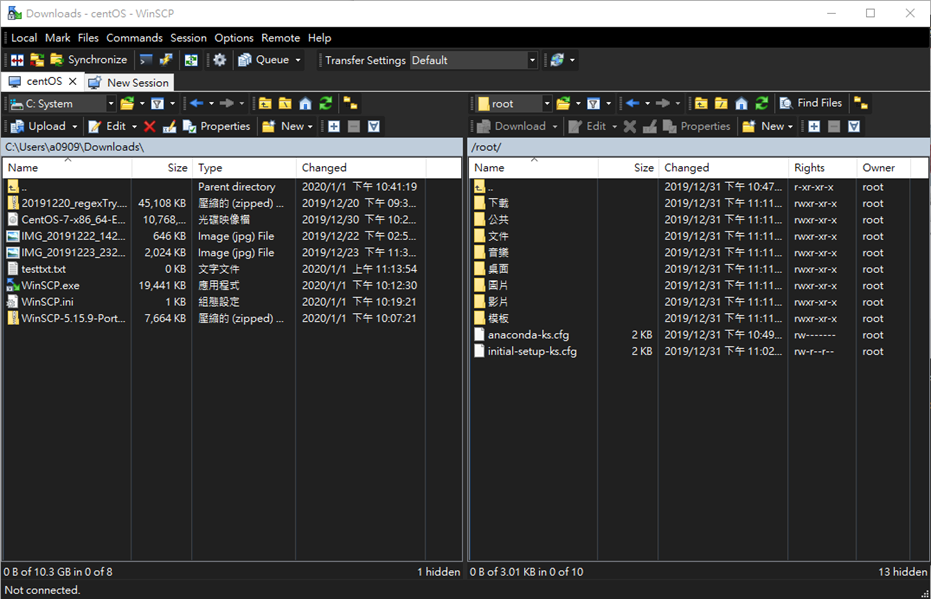 Downloads - centOS - WinSCP
Local Mark Files Commands Session Options Remote Help
Synchronize Queue Transfer Settings Default
centOS New Session
C: System
Upload Edit Properties New
C:\Users\a0909\Downloads\
Name Size Type Changed
.. Parent directory 2020/1/1 下午 10:41:19
20191220_regexTry.... 45,108 KB 壓縮的 (zipped) ... 2019/12/20 下午 09:3...
CentOS-7-x86_64-E... 10,768,... 光碟映像檔 2019/12/30 下午 10:2...
IMG_20191222_142... 646 KB Image (jpg) File 2019/12/22 下午 02:5...
IMG_20191223_232... 2,024 KB Image (jpg) File 2019/12/23 下午 11:3...
testtxt.txt 0 KB 文字文件 2020/1/1 上午 11:13:54
WinSCP.exe 19,441 KB 應用程式 2020/1/1 下午 10:12:30
WinSCP.ini 1 KB 組態設定 2020/1/1 下午 10:19:21
WinSCP-5.15.9-Port... 7,664 KB 壓縮的 (zipped) ... 2020/1/1 下午 10:07:21
0 B of 10.3 GB in 0 of 8 1 hidden
root Find Files
Download Edit Properties New
/root/
Name Size Changed Rights Owner
.. 2019/12/31 下午 10:47... r-xr-xr-x root
下載 2019/12/31 下午 11:11... rwxr-xr-x root
公共 2019/12/31 下午 11:11... rwxr-xr-x root
文件 2019/12/31 下午 11:11... rwxr-xr-x root
音樂 2019/12/31 下午 11:11... rwxr-xr-x root
桌面 2019/12/31 下午 11:11... rwxr-xr-x root
圖片 2019/12/31 下午 11:11... rwxr-xr-x root
影片 2019/12/31 下午 11:11... rwxr-xr-x root
模板 2019/12/31 下午 11:11... rwxr-xr-x root
anaconda-ks.cfg 2 KB 2019/12/31 下午 10:49... rw------- root
initial-setup-ks.cfg 2 KB 2019/12/31 下午 11:02... rw-r--r-- root
0 B of 3.01 KB in 0 of 10 13 hidden
Not connected.